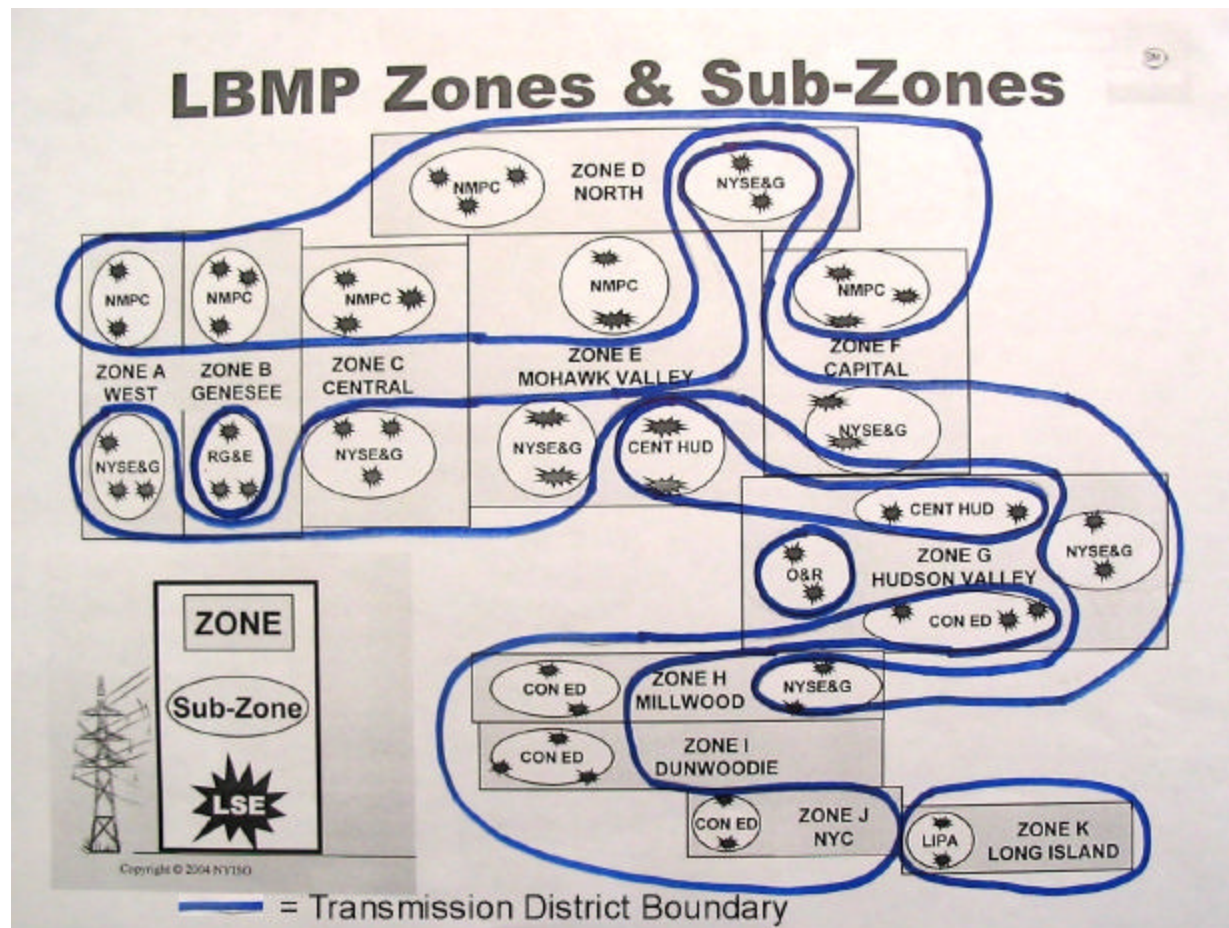 LBMP Zones & Sub-Zones
NMPC
ZONE D
NORTH
NYSE&G
NMPC
NMPC
NMPC
NMPC
NMPC
ZONE A
WEST
ZONE B
GENESEE
ZONE C
CENTRAL
ZONE E
MOHAWK VALLEY
ZONE F
CAPITAL
NYSE&G
RG&E
NYSE&G
NYSE&G
CENT HUD
NYSE&G
CENT HUD
O&R
ZONE G
HUDSON VALLEY
NYSE&G
CON ED
CON ED
ZONE H
MILLWOOD
NYSE&G
CON ED
ZONE I
DUNWOODIE
CON ED
ZONE J
NYC
LIPA
ZONE K
LONG ISLAND
ZONE
Sub-Zone
LSE
Copyright © 2004 NYISO
= Transmission District Boundary